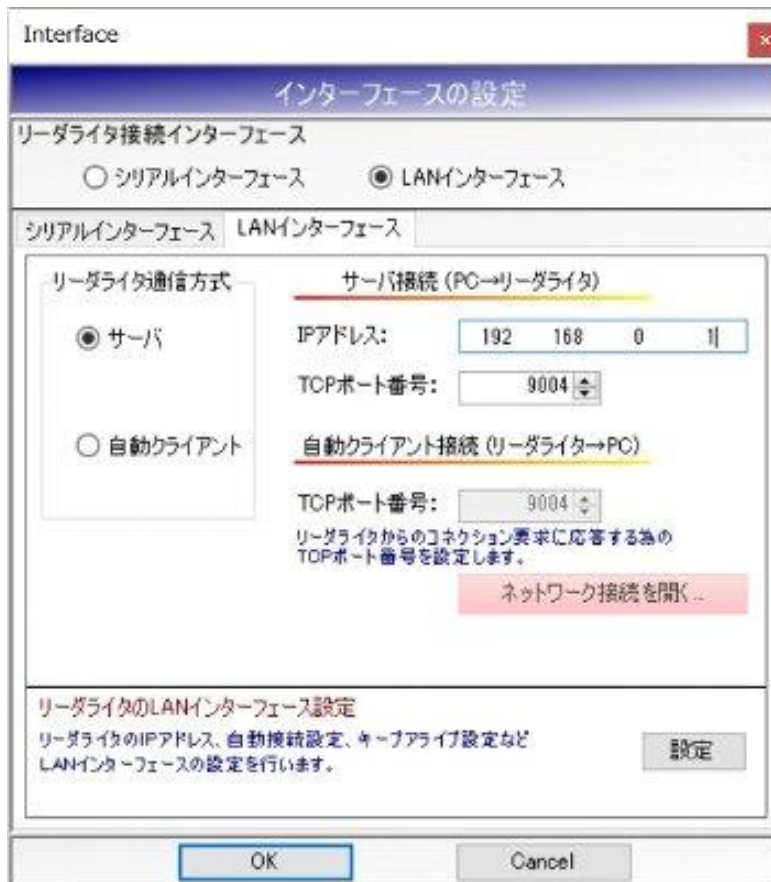 Interface
インターフェースの設定
リーダライタ接続インターフェース
シリアルインターフェース LANインターフェース
シリアルインターフェース LANインターフェース
リーダライタ通信方式
サーバ
自動クライアント
サーバ接続 (PC→リーダライタ)
IPアドレス: 192 168 0 1
TCPポート番号: 9004
自動クライアント接続 (リーダライタ→PC)
TCPポート番号: 9004
リーダライタからのコネクション要求に応答する為の
TCPポート番号を設定します。
ネットワーク接続を開く...
リーダライタのLANインターフェース設定
リーダライタのIPアドレス、自動接続設定、キープアライブ設定など
LANインターフェースの設定を行います。
設定
OK Cancel